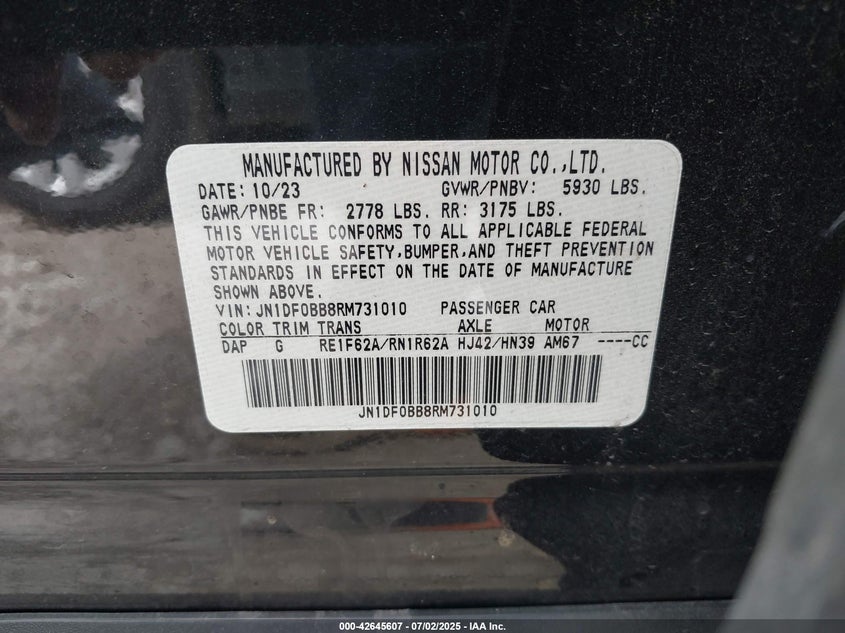 MANUFACTURED BY NISSAN MOTOR CO.,LTD.
DATE: 10/23 GVWR/PNBV: 5930 LBS.
GAWR/PNBE FR: 2778 LBS. RR: 3175 LBS.
THIS VEHICLE CONFORMS TO ALL APPLICABLE FEDERAL
MOTOR VEHICLE SAFETY,BUMPER,AND THEFT PREVENTION
STANDARDS IN EFFECT ON THE DATE OF MANUFACTURE
SHOWN ABOVE.
VIN: JN1DF0BB8RM731010 PASSENGER CAR
COLOR TRIM TRANS AXLE MOTOR
DAP G RE1F62A/RN1R62A HJ42/HN39 AM67 ----CC
JN1DF0BB8RM731010
000-42645607 - 07/02/2025 - IAA Inc.